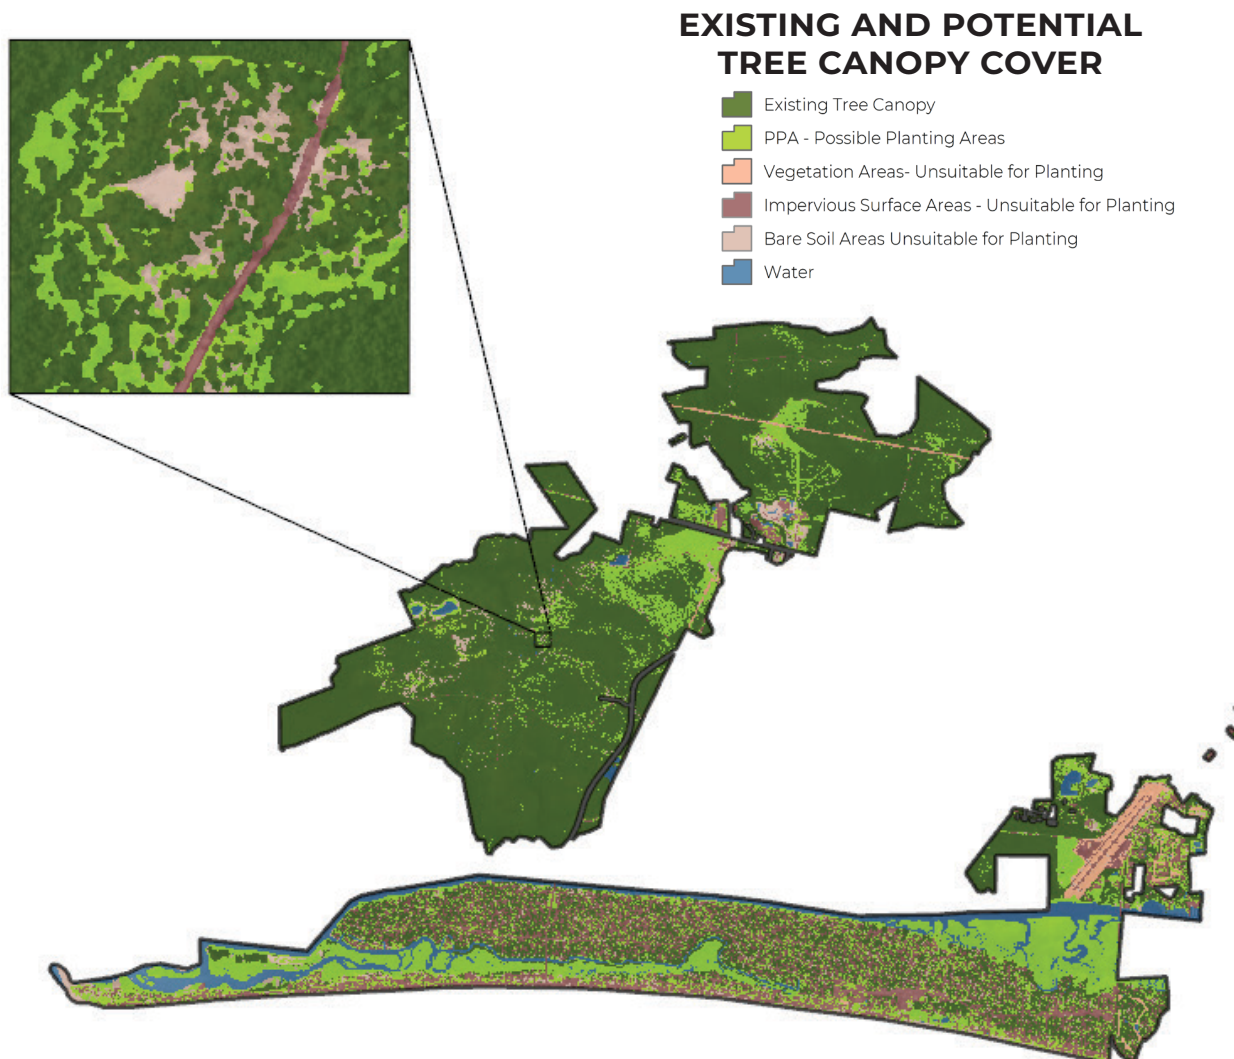 EXISTING AND POTENTIAL
TREE CANOPY COVER
Existing Tree Canopy
PPA - Possible Planting Areas
Vegetation Areas- Unsuitable for Planting
Impervious Surface Areas - Unsuitable for Planting
Bare Soil Areas Unsuitable for Planting
Water